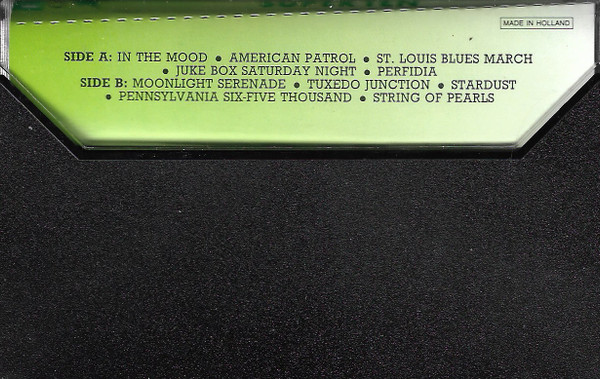 MADE IN HOLLAND
SIDE A: IN THE MOOD • AMERICAN PATROL • ST. LOUIS BLUES MARCH
• JUKE BOX SATURDAY NIGHT • PERFIDIA
SIDE B: MOONLIGHT SERENADE • TUXEDO JUNCTION • STARDUST
• PENNSYLVANIA SIX-FIVE THOUSAND • STRING OF PEARLS